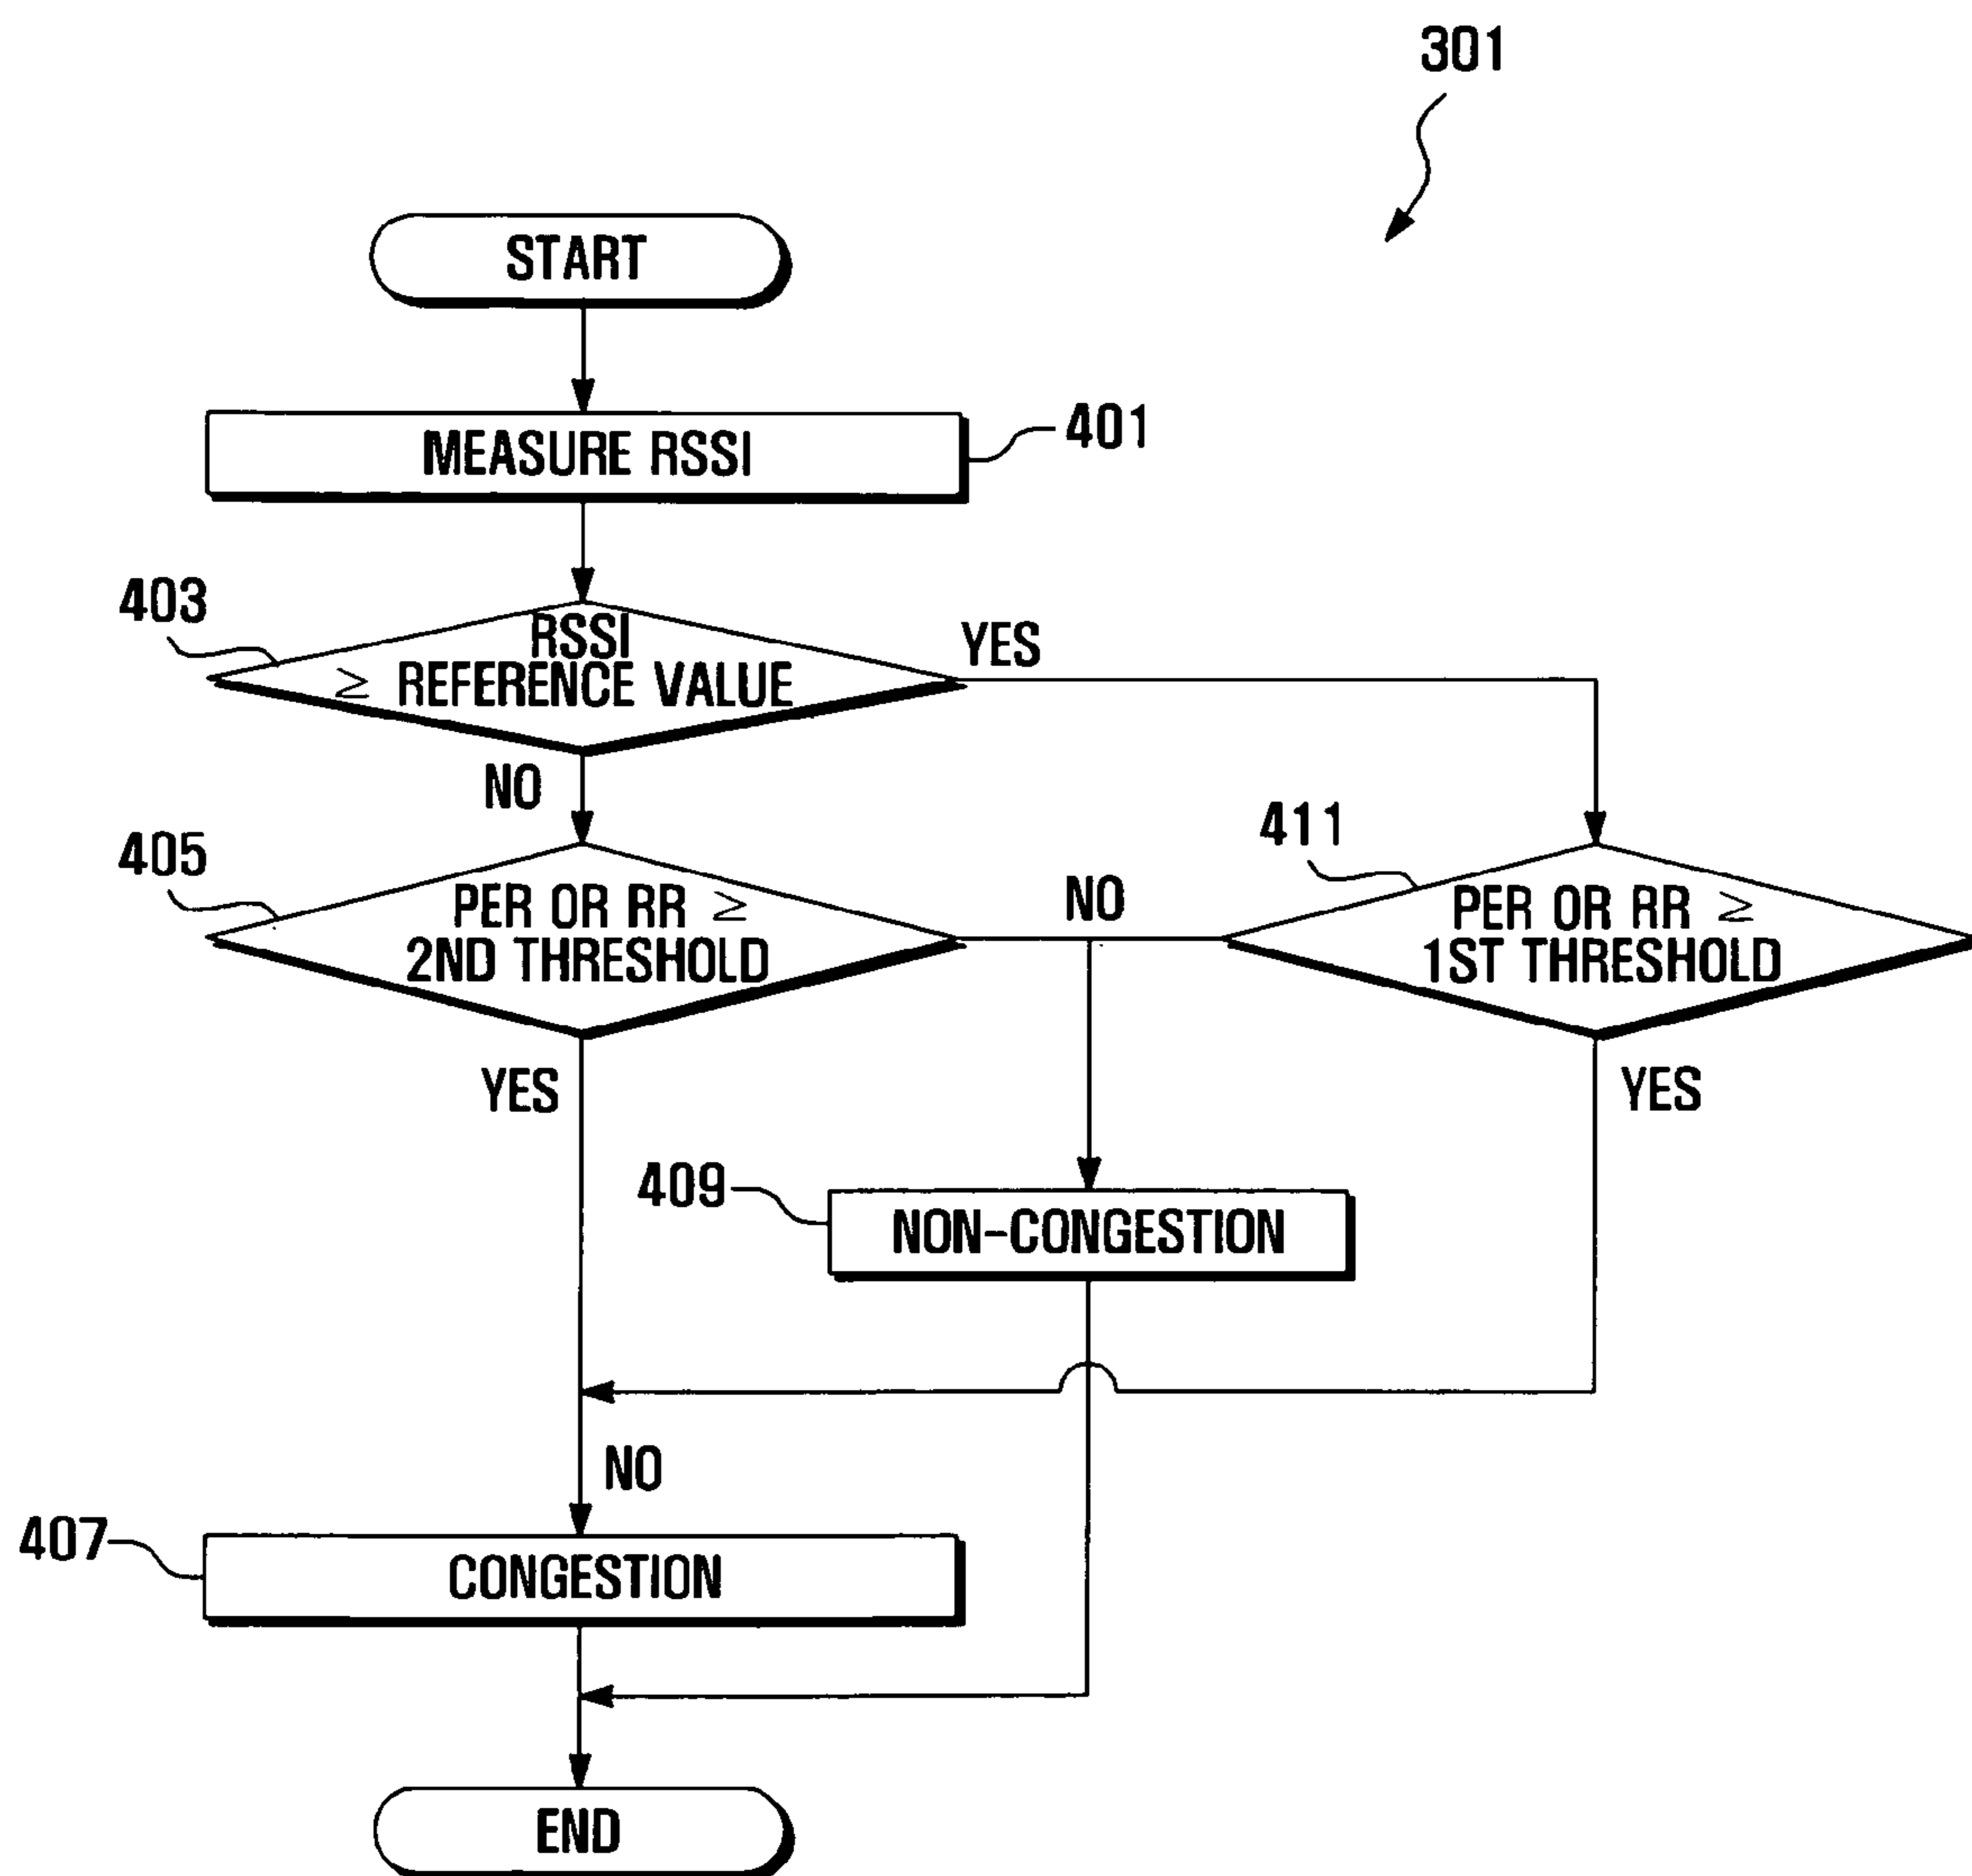 301
START
MEASURE RSSI
401
403
RSSI
≥ REFERENCE VALUE
YES
NO
405
PER OR RR ≥
2ND THRESHOLD
NO
411
PER OR RR ≥
1ST THRESHOLD
YES
YES
409
NON-CONGESTION
NO
407
CONGESTION
END